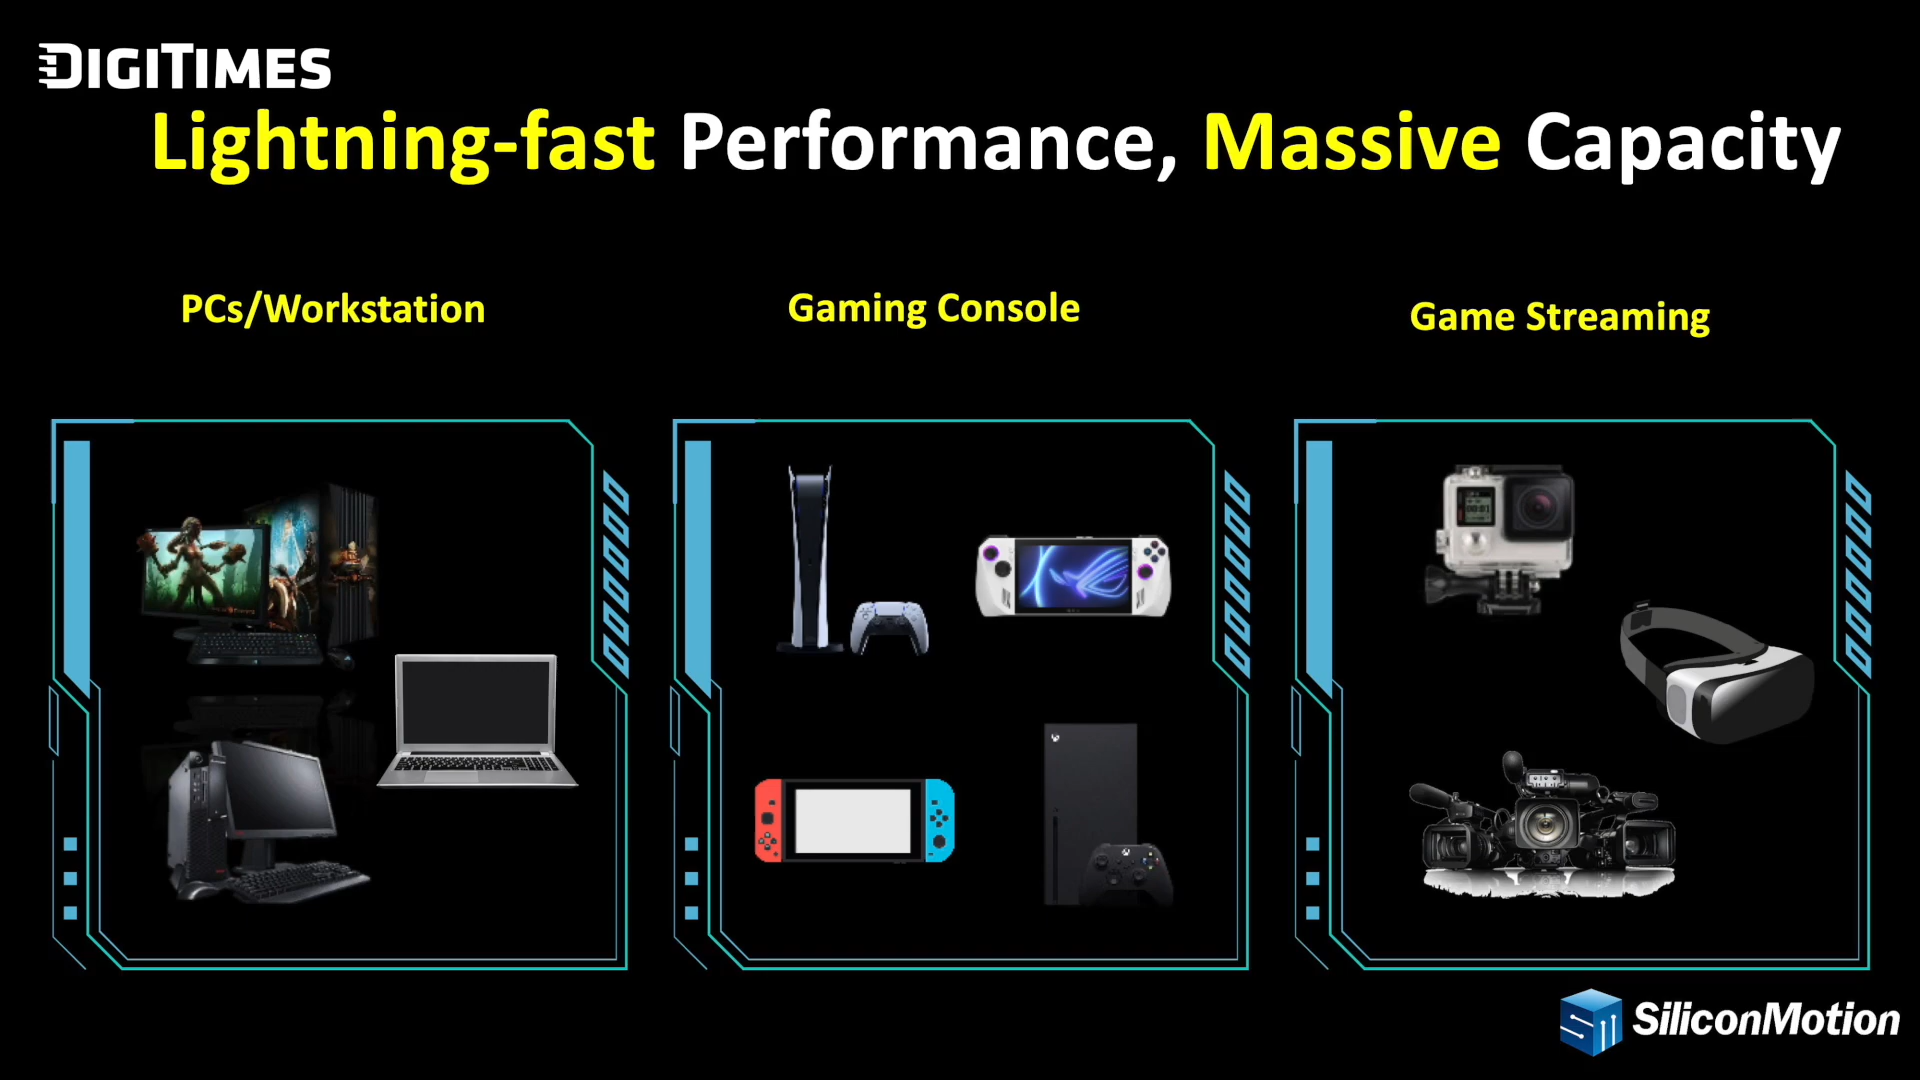 DIGITIMES
Lightning-fast Performance, Massive Capacity
PCs/Workstation
Gaming Console
Game Streaming
SiliconMotion